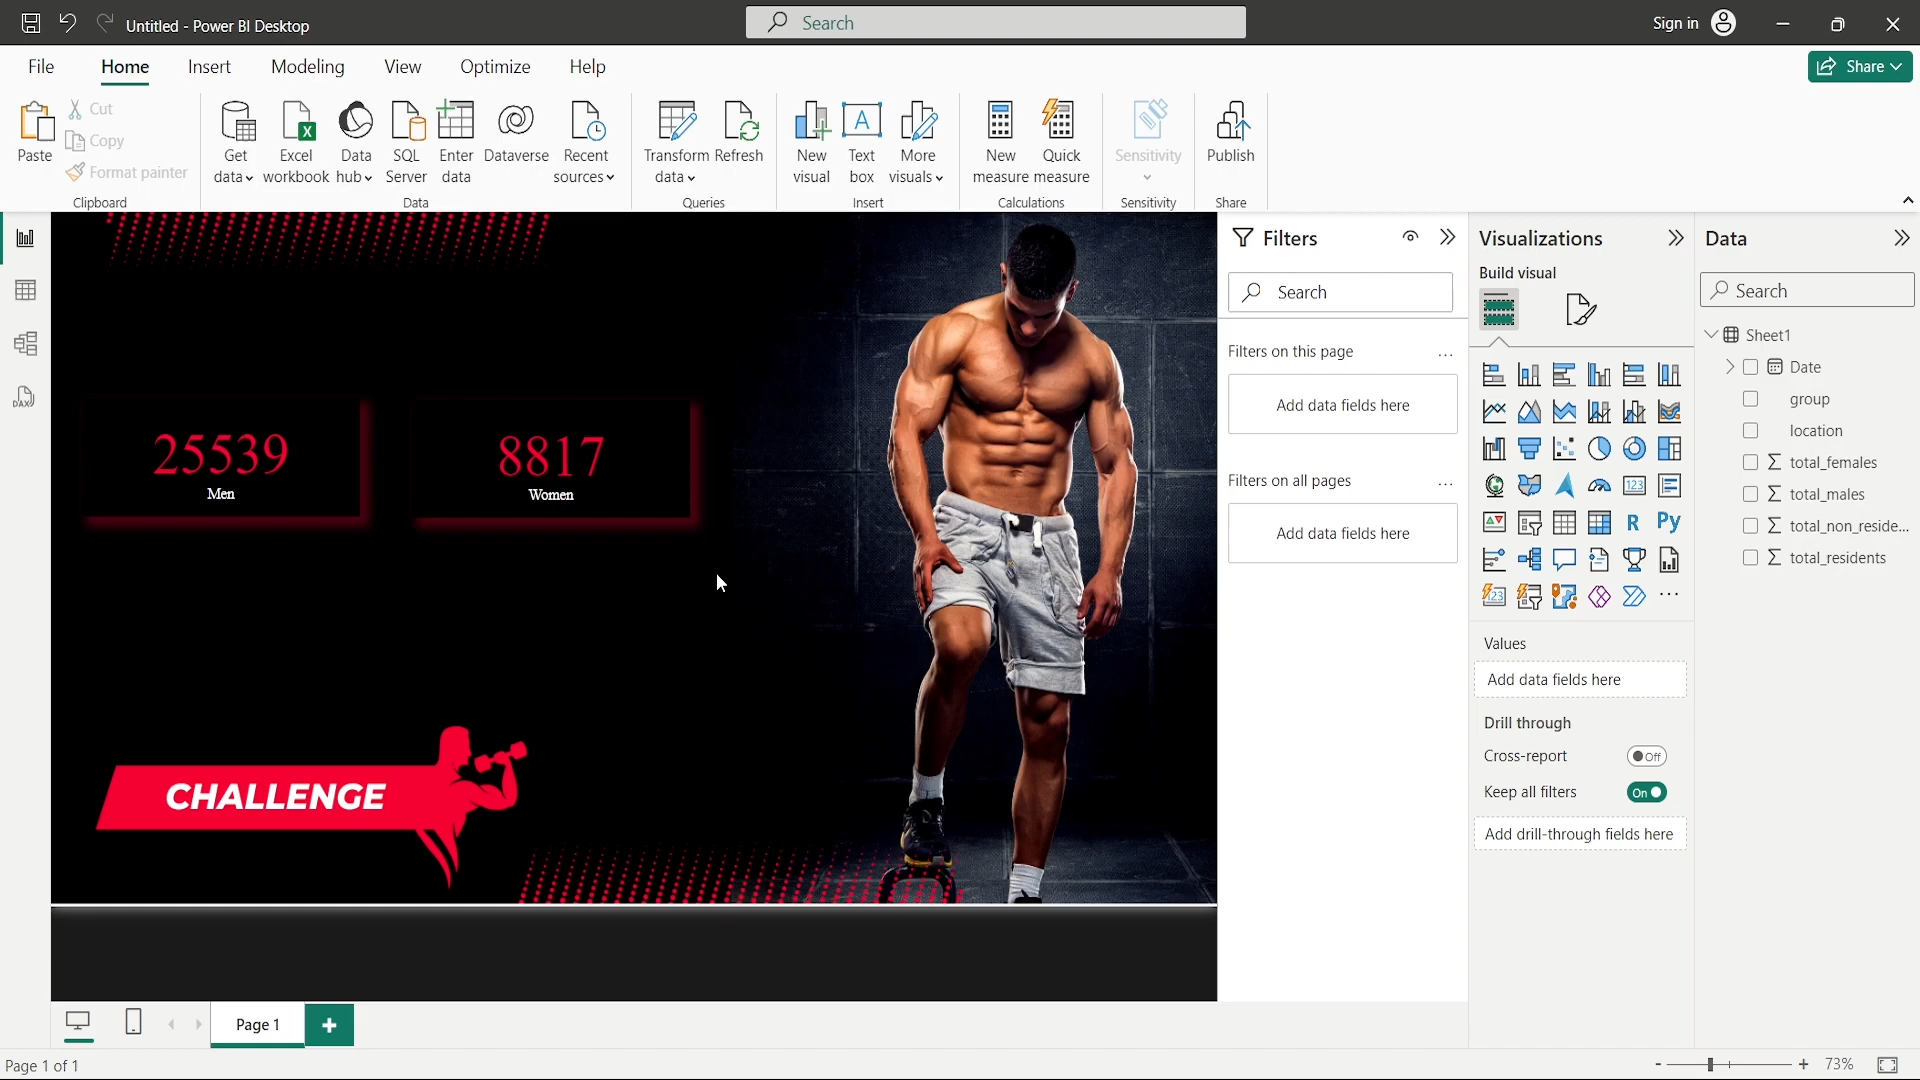 Untitled - Power BI Desktop
Search
Sign in
File
Home
Insert
Modeling
View
Optimize
Help
Share
Paste
Cut
Copy
Format painter
Clipboard
Get data
Excel workbook
Data hub
SQL Server
Enter data
Dataverse
Recent sources
Data
Transform data
Refresh
Queries
New visual
Text box
More visuals
Insert
New measure
Quick measure
Calculations
Sensitivity
Sensitivity
Publish
Share
DAX
25539
Men
8817
Women
CHALLENGE
Filters
Search
Filters on this page
...
Add data fields here
Filters on all pages
...
Add data fields here
Visualizations
Build visual
123
R
Py
123
...
Values
Add data fields here
Drill through
Cross-report
Off
Keep all filters
On
Add drill-through fields here
Data
Search
Sheet1
Date
group
location
∑ total_females
∑ total_males
∑ total_non_reside...
∑ total_residents
Page 1
+
Page 1 of 1
- + 73%